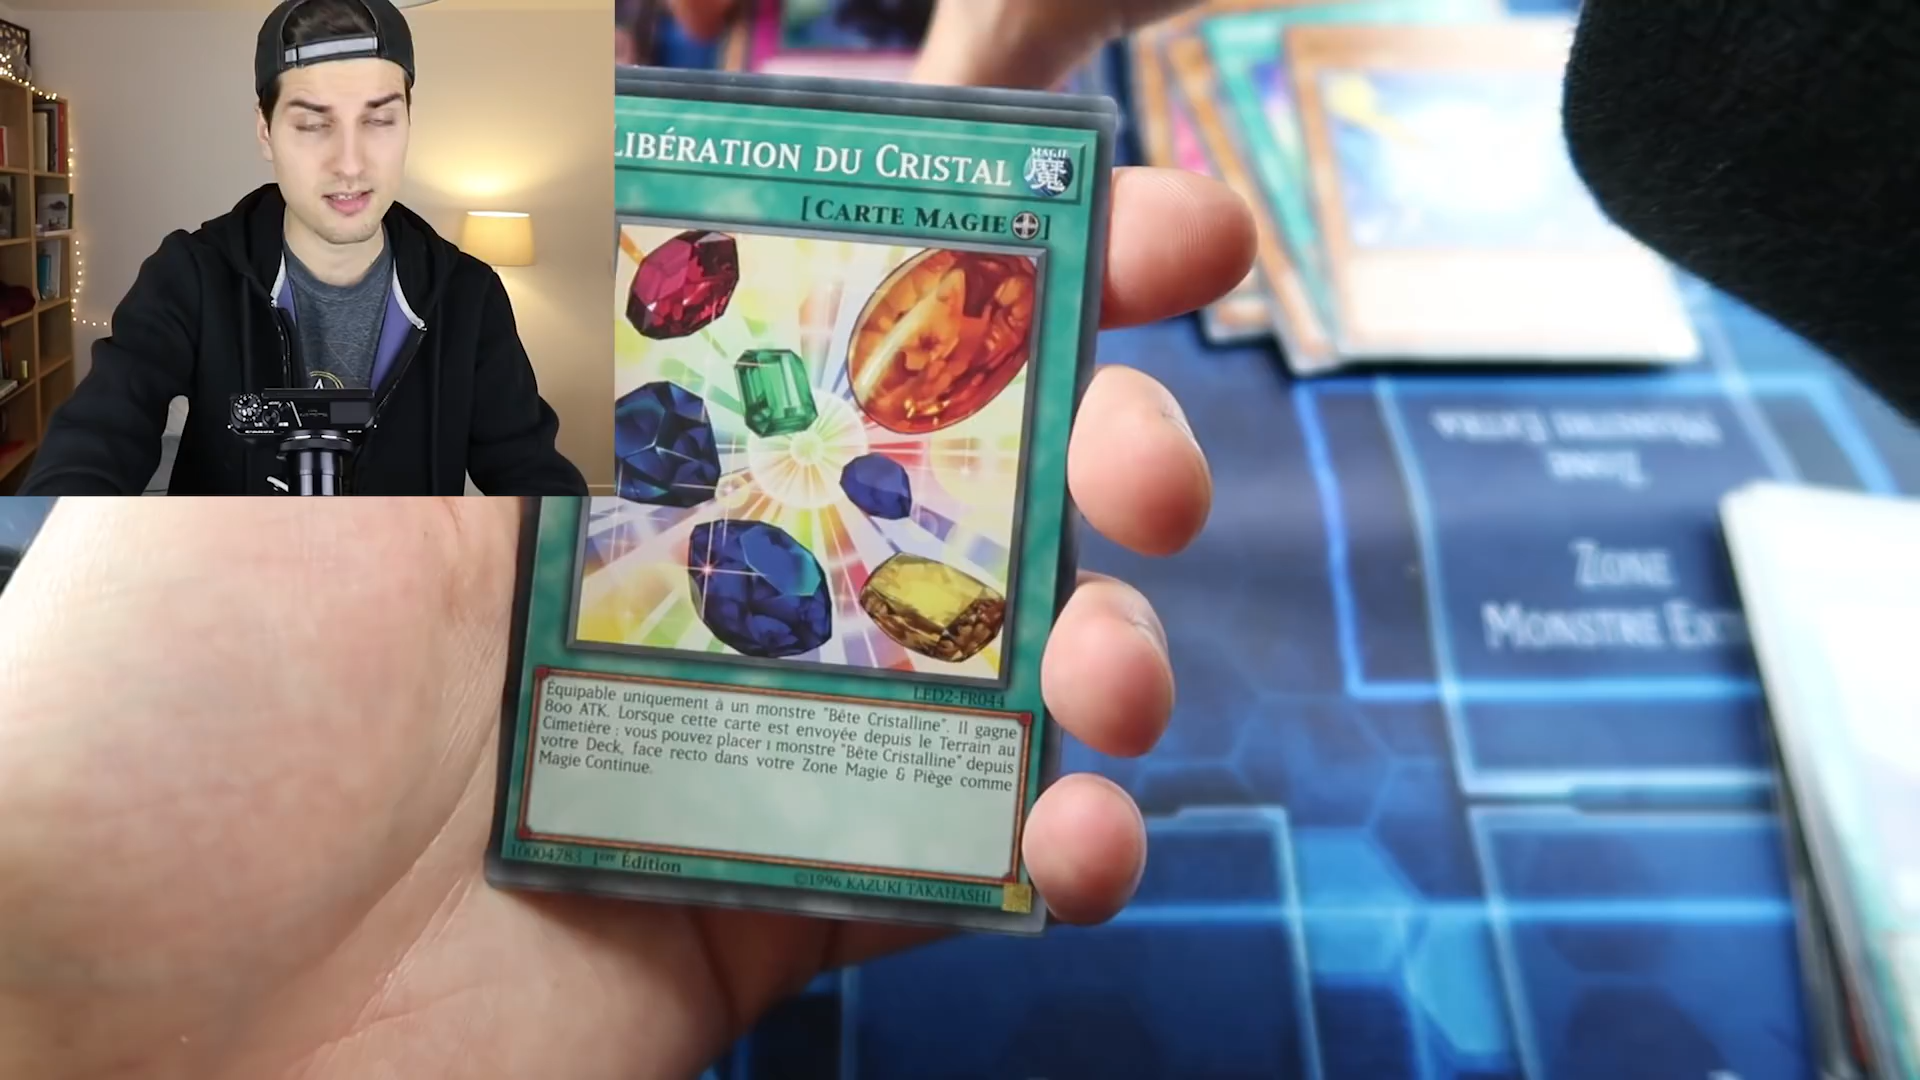 LIBÉRATION DU CRISTAL
MAGIE
魔
[CARTE MAGIE]
LED2-FR044
Équipable uniquement à un monstre "Bête Cristalline". Il gagne
800 ATK. Lorsque cette carte est envoyée depuis le Terrain au
Cimetière : vous pouvez placer 1 monstre "Bête Cristalline" depuis
votre Deck, face recto dans votre Zone Magie & Piège comme
Magie Continue.
10004783 1ère Édition
©1996 KAZUKI TAKAHASHI
ZONE
MONSTRE EXTRA
ZONE
MONSTRE EX